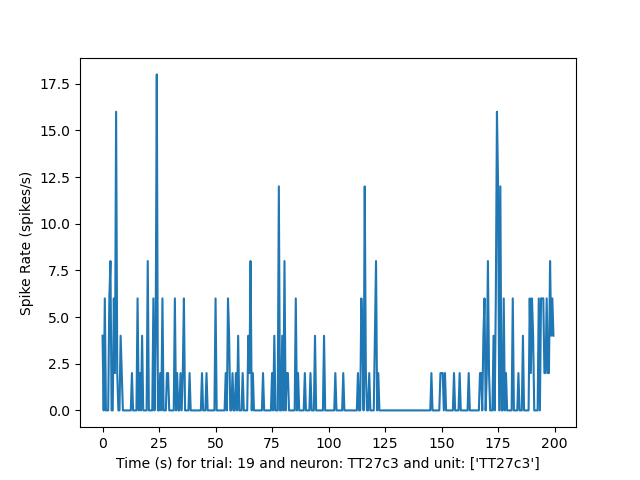 17.5
15.0
12.5
10.0
7.5
5.0
2.5
0.0
Spike Rate (spikes/s)
0 25 50 75 100 125 150 175 200
Time (s) for trial: 19 and neuron: TT27c3 and unit: ['TT27c3']